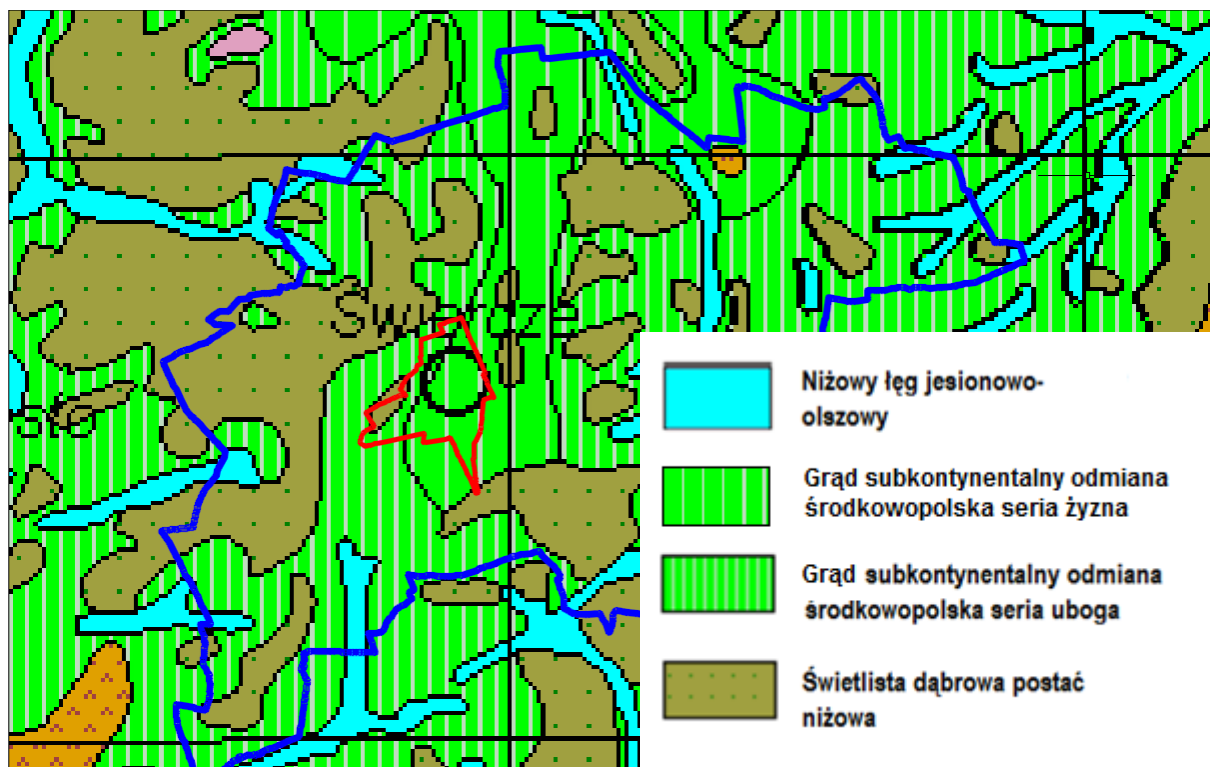 Niżowy łęg jesionowo-
olszowy
Grąd subkontynentalny odmiana
środkowopolska seria żyzna
Grąd subkontynentalny odmiana
środkowopolska seria uboga
Świetlista dąbrowa postać
niżowa